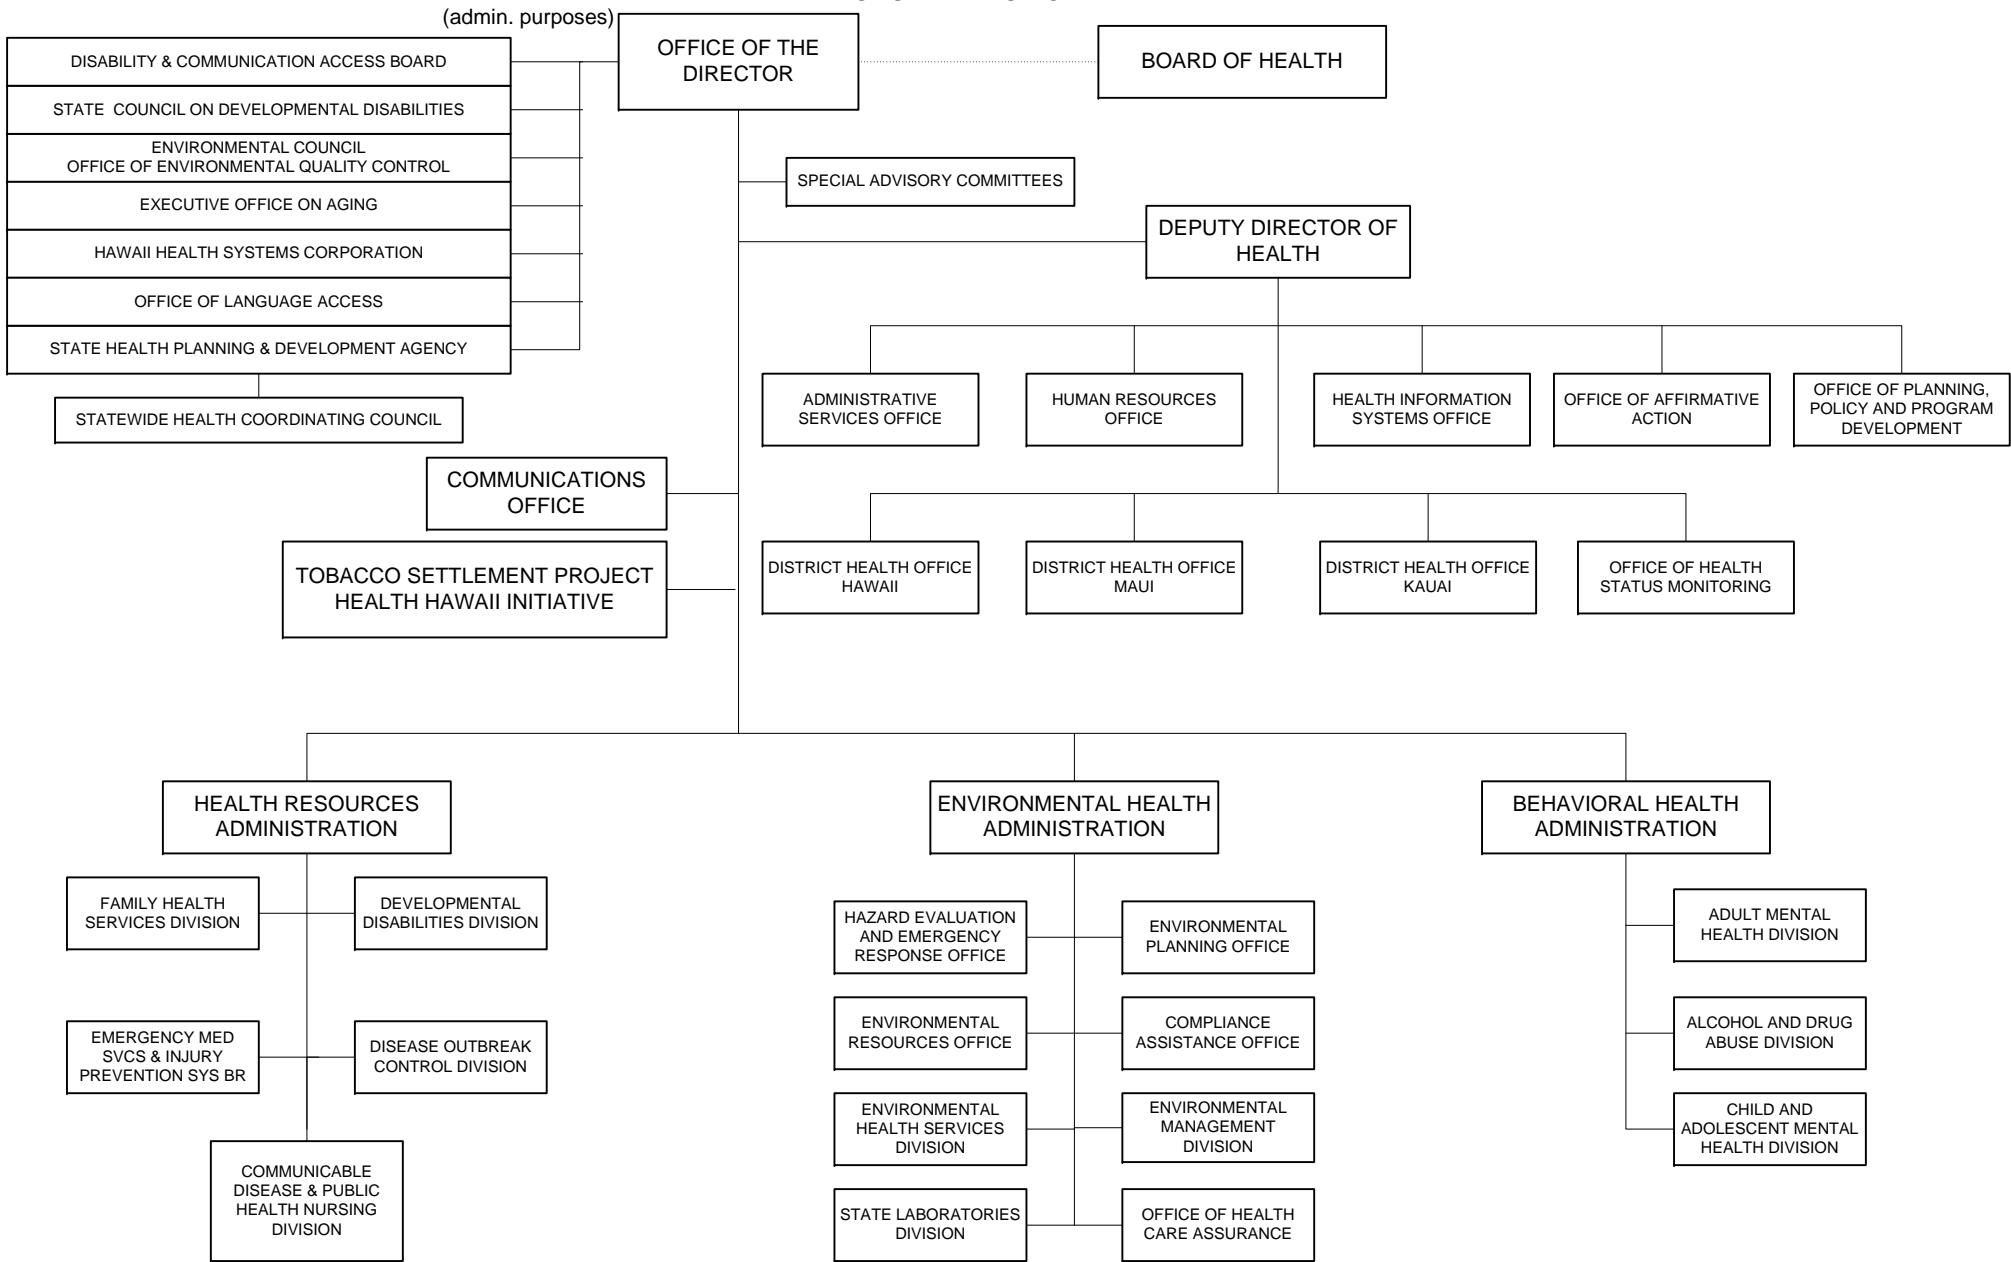 (admin. purposes)
OFFICE OF THE
DIRECTOR
BOARD OF HEALTH
DISABILITY & COMMUNICATION ACCESS BOARD
STATE COUNCIL ON DEVELOPMENTAL DISABILITIES
ENVIRONMENTAL COUNCIL
OFFICE OF ENVIRONMENTAL QUALITY CONTROL
EXECUTIVE OFFICE ON AGING
HAWAII HEALTH SYSTEMS CORPORATION
OFFICE OF LANGUAGE ACCESS
STATE HEALTH PLANNING & DEVELOPMENT AGENCY
STATEWIDE HEALTH COORDINATING COUNCIL
SPECIAL ADVISORY COMMITTEES
DEPUTY DIRECTOR OF
HEALTH
ADMINISTRATIVE
SERVICES OFFICE
HUMAN RESOURCES
OFFICE
HEALTH INFORMATION
SYSTEMS OFFICE
OFFICE OF AFFIRMATIVE
ACTION
OFFICE OF PLANNING,
POLICY AND PROGRAM
DEVELOPMENT
COMMUNICATIONS
OFFICE
TOBACCO SETTLEMENT PROJECT
HEALTH HAWAII INITIATIVE
DISTRICT HEALTH OFFICE
HAWAII
DISTRICT HEALTH OFFICE
MAUI
DISTRICT HEALTH OFFICE
KAUAI
OFFICE OF HEALTH
STATUS MONITORING
HEALTH RESOURCES
ADMINISTRATION
FAMILY HEALTH
SERVICES DIVISION
DEVELOPMENTAL
DISABILITIES DIVISION
EMERGENCY MED
SVCS & INJURY
PREVENTION SYS BR
DISEASE OUTBREAK
CONTROL DIVISION
COMMUNICABLE
DISEASE & PUBLIC
HEALTH NURSING
DIVISION
ENVIRONMENTAL HEALTH
ADMINISTRATION
HAZARD EVALUATION
AND EMERGENCY
RESPONSE OFFICE
ENVIRONMENTAL
PLANNING OFFICE
ENVIRONMENTAL
RESOURCES OFFICE
COMPLIANCE
ASSISTANCE OFFICE
ENVIRONMENTAL
HEALTH SERVICES
DIVISION
ENVIRONMENTAL
MANAGEMENT
DIVISION
STATE LABORATORIES
DIVISION
OFFICE OF HEALTH
CARE ASSURANCE
BEHAVIORAL HEALTH
ADMINISTRATION
ADULT MENTAL
HEALTH DIVISION
ALCOHOL AND DRUG
ABUSE DIVISION
CHILD AND
ADOLESCENT MENTAL
HEALTH DIVISION